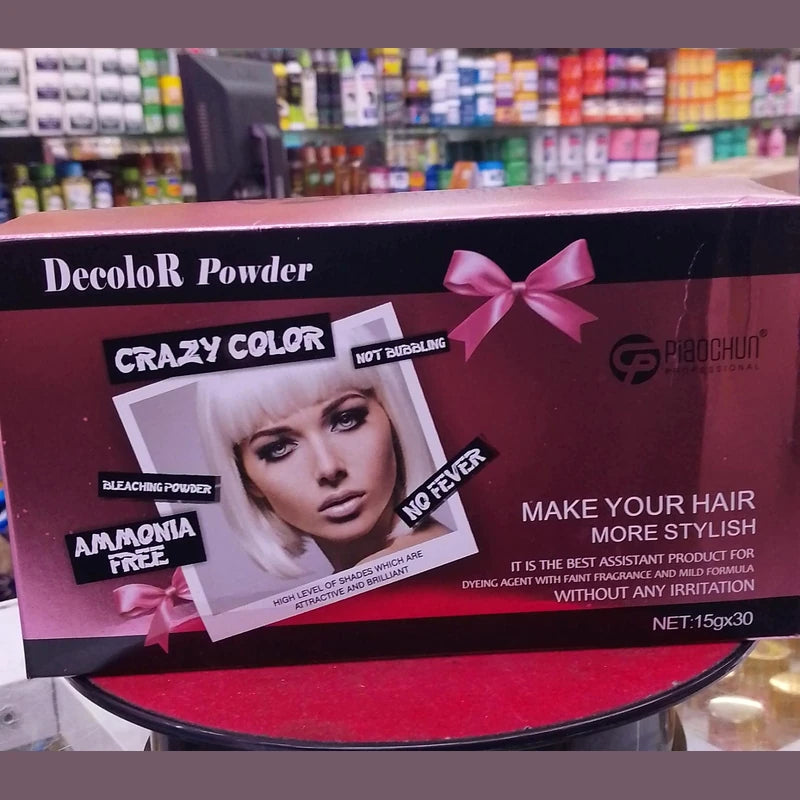 DecoloR Powder
CRAZY COLOR
NOT BUBBLING
PiaOCHUN®
PROFESSIONAL
BLEACHING POWDER
NO FEVER
AMMONIA
FREE
HIGH LEVEL OF SHADES WHICH ARE
ATTRACTIVE AND BRILLIANT
MAKE YOUR HAIR
MORE STYLISH
IT IS THE BEST ASSISTANT PRODUCT FOR
DYEING AGENT WITH FAINT FRAGRANCE AND MILD FORMULA
WITHOUT ANY IRRITATION
NET:15gx30